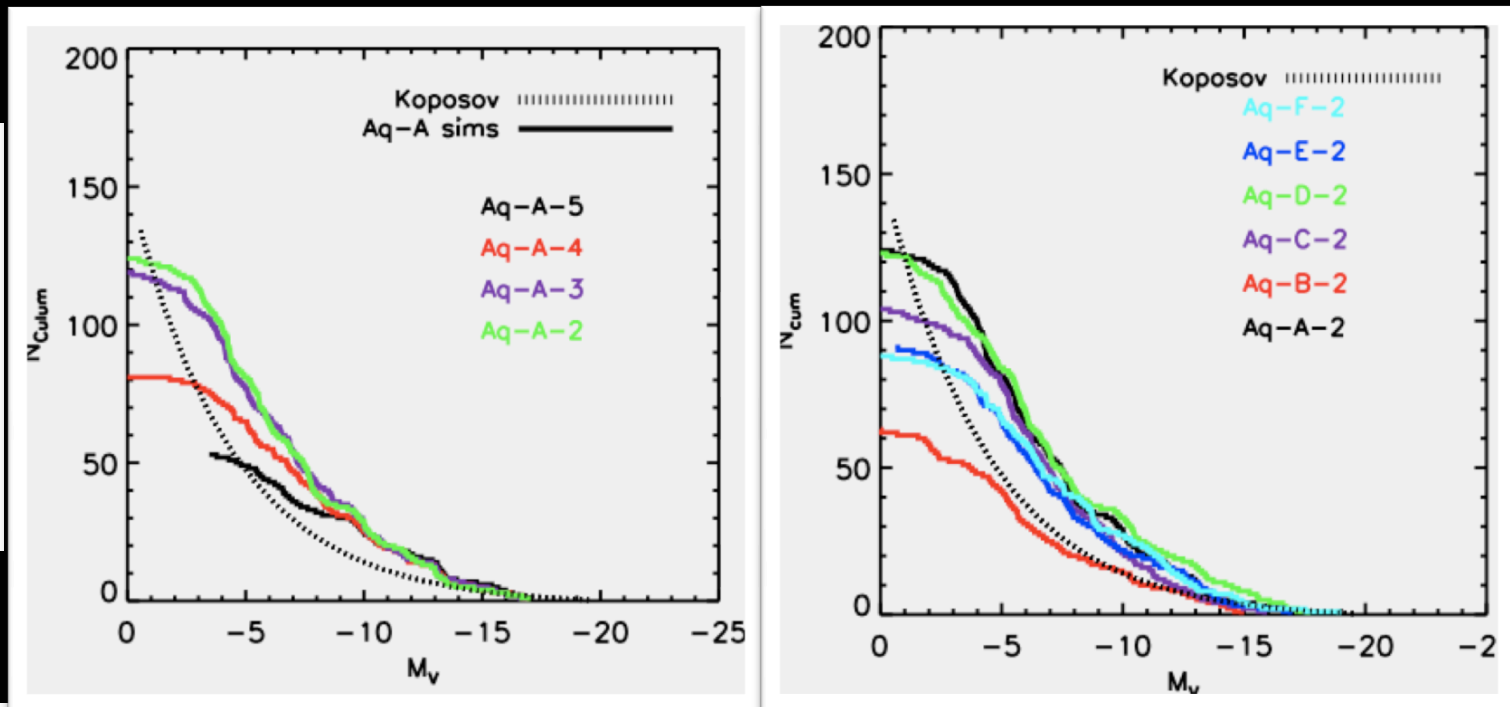 200
150
100
50
0
N_Culum
Koposov
Aq-A sims
Aq-A-5
Aq-A-4
Aq-A-3
Aq-A-2
0 -5 -10 -15 -20 -25
M_V
200
150
100
50
0
N_cum
Koposov
Aq-F-2
Aq-E-2
Aq-D-2
Aq-C-2
Aq-B-2
Aq-A-2
0 -5 -10 -15 -20 -2
M_V